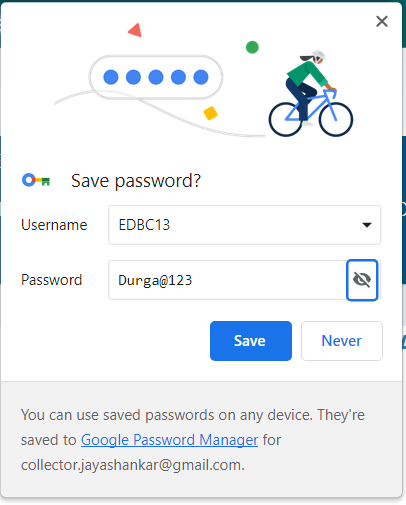 Save password?
Username EDBC13
Password Durga@123
Save Never
You can use saved passwords on any device. They're
saved to Google Password Manager for
collector.jayashankar@gmail.com.